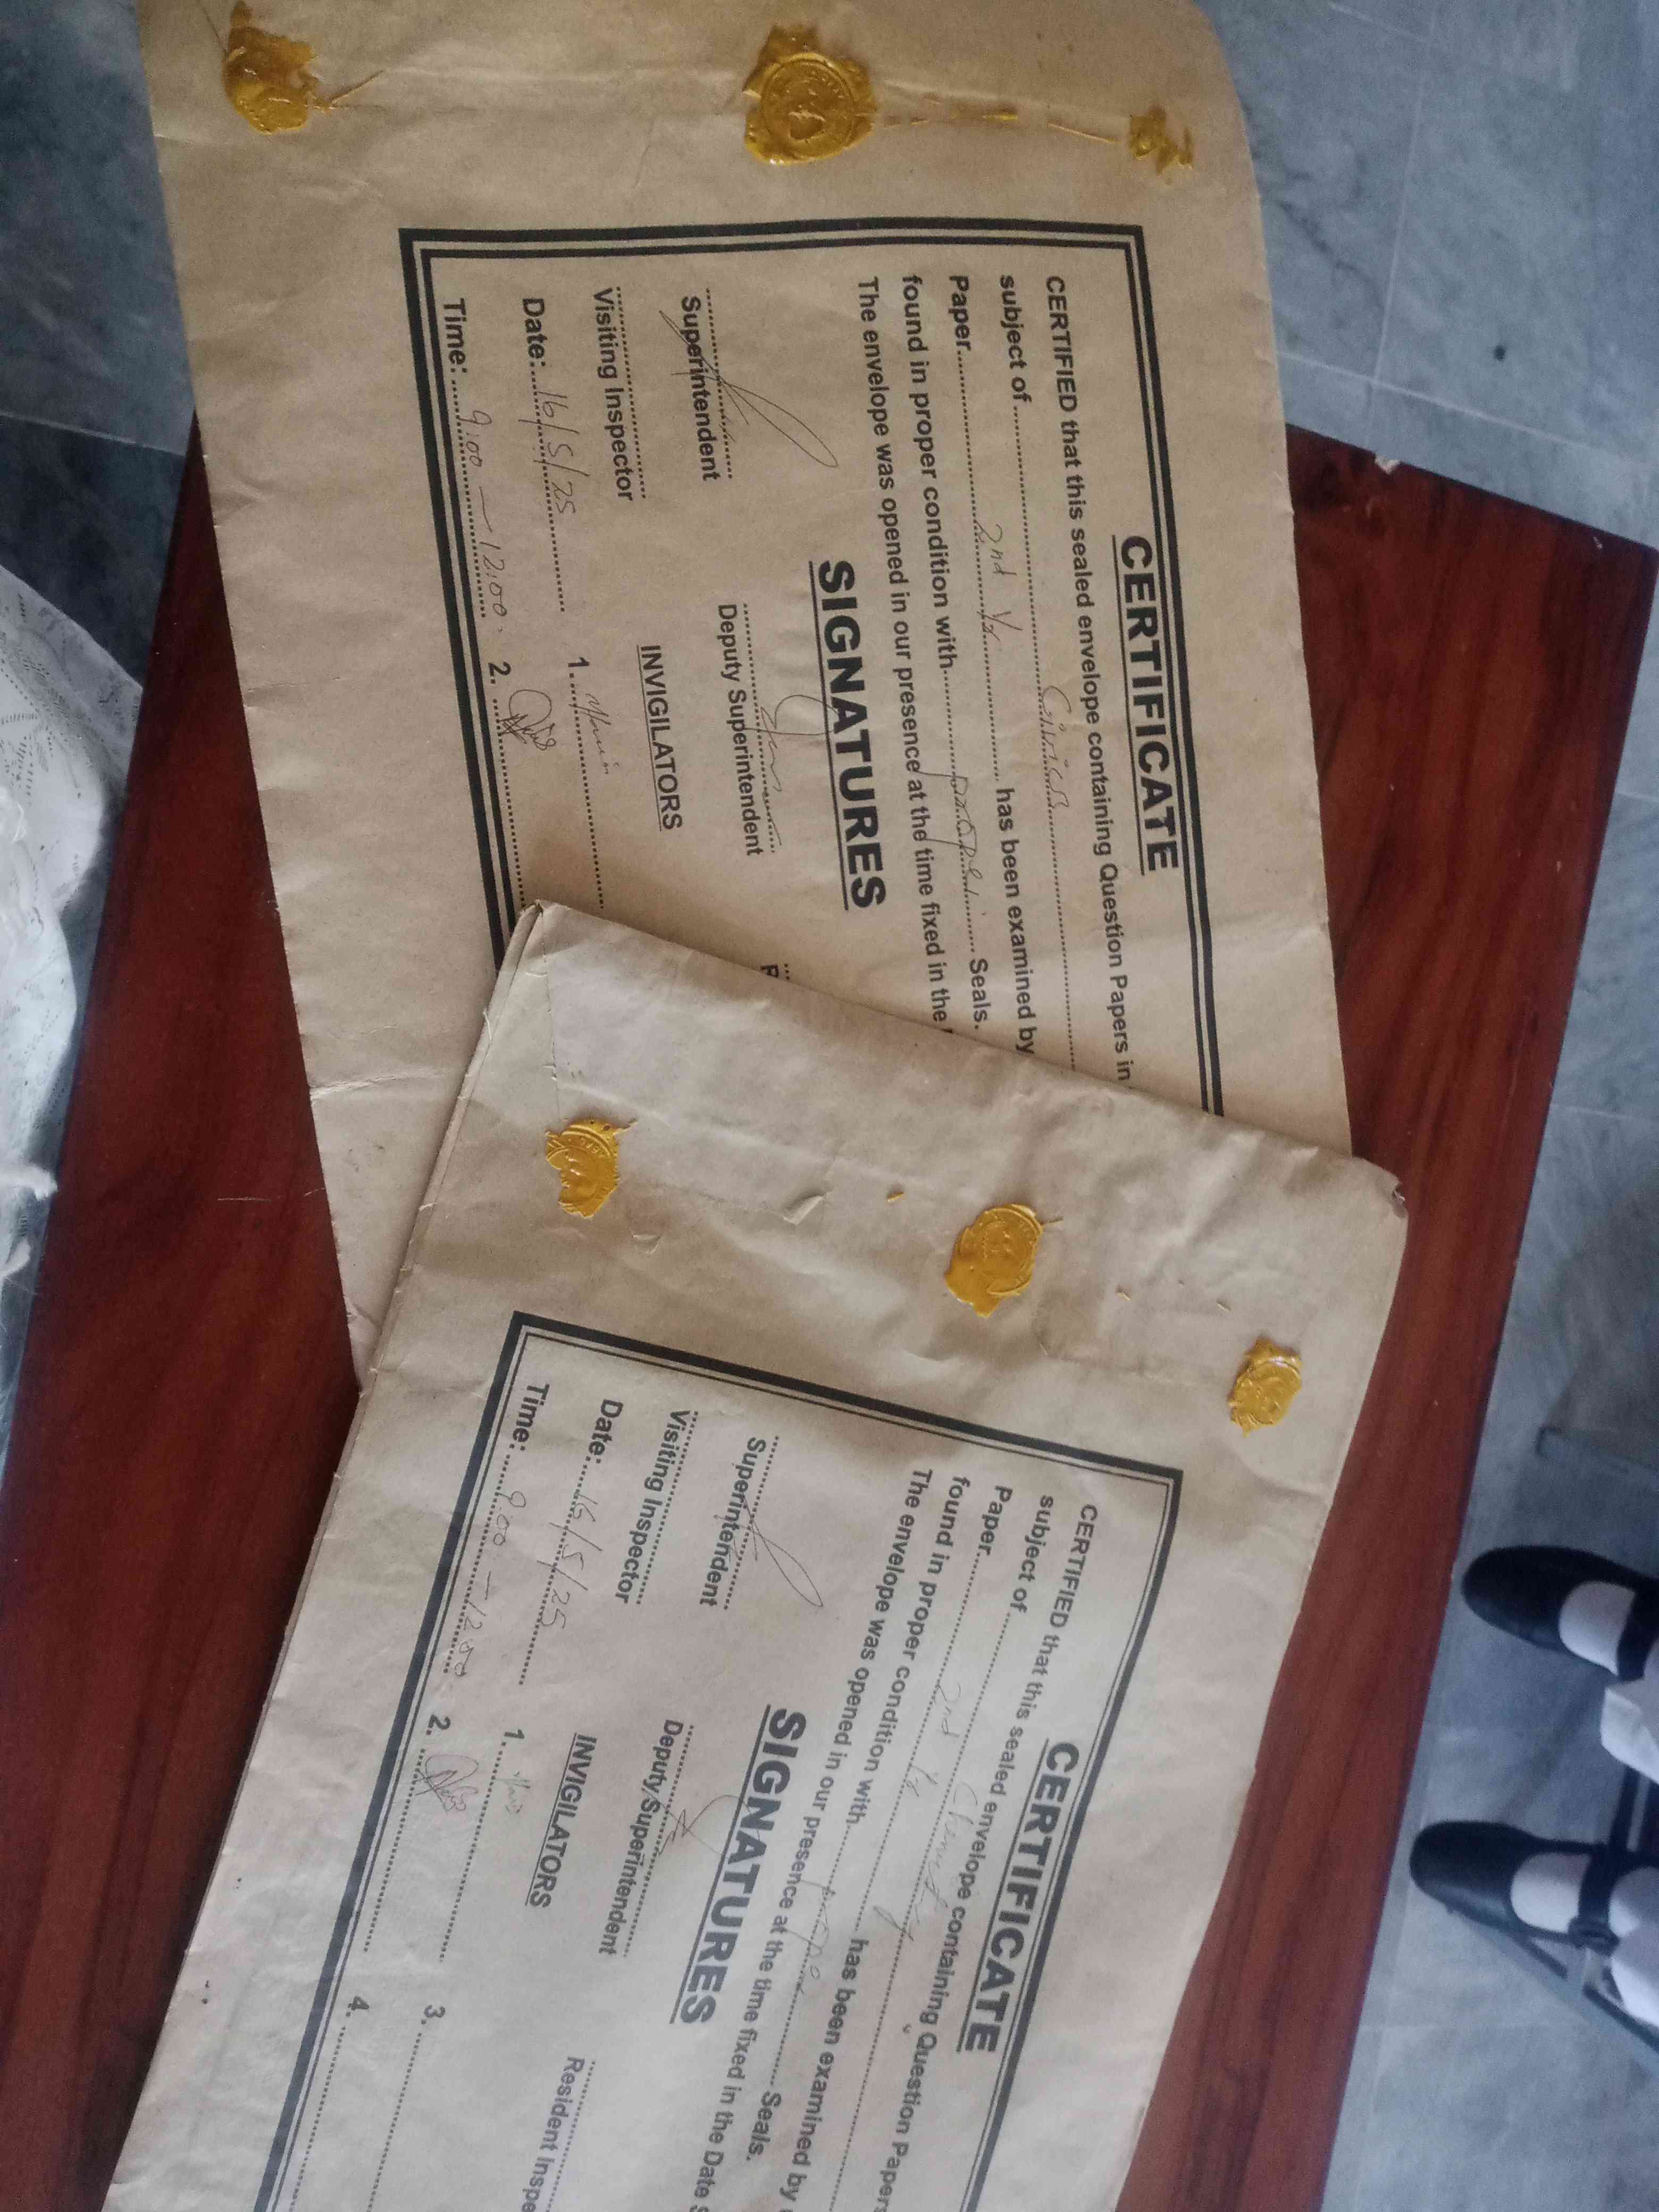 CERTIFICATE
CERTIFIED that this sealed envelope containing Question Papers in
subject of ........ Civics ........
Paper ........ 2nd ........ has been examined by
found in proper condition with ........ Seals.
The envelope was opened in our presence at the time fixed in the
SIGNATURES
Superintendent
Deputy Superintendent
R
Visiting Inspector
INVIGILATORS
Date: 16/5/25
1.
Time: 9:00 – 12:00
2.
CERTIFICATE
CERTIFIED that this sealed envelope containing Question Papers
subject of ........ Chemistry ........
Paper ........ 2nd ........ has been examined by
found in proper condition with ........ Seals.
The envelope was opened in our presence at the time fixed in the Date
SIGNATURES
Superintendent
Deputy Superintendent
Resident Inspe
Visiting Inspector
INVIGILATORS
Date: 16/5/25
1.
3.
Time: 9:00 – 12:00
2.
4.